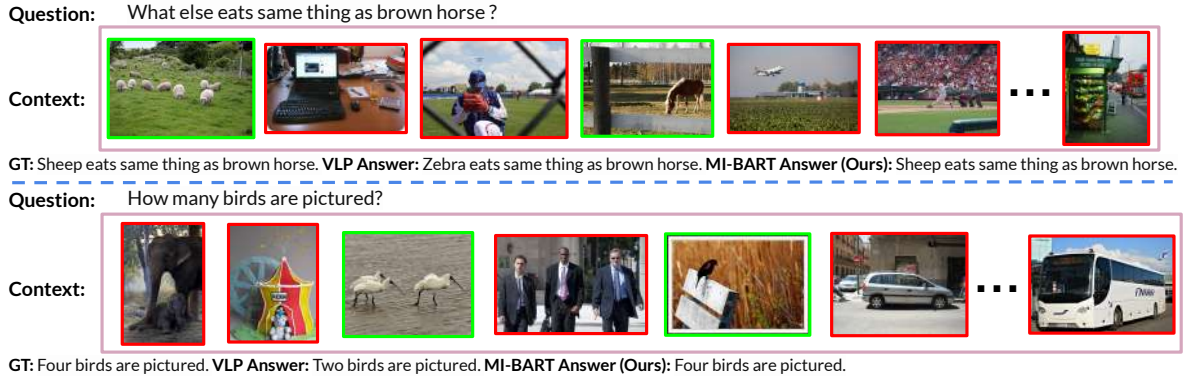 Question: What else eats same thing as brown horse ?
Context:
...
GT: Sheep eats same thing as brown horse. VLP Answer: Zebra eats same thing as brown horse. MI-BART Answer (Ours): Sheep eats same thing as brown horse.
Question: How many birds are pictured?
Context:
...
GT: Four birds are pictured. VLP Answer: Two birds are pictured. MI-BART Answer (Ours): Four birds are pictured.